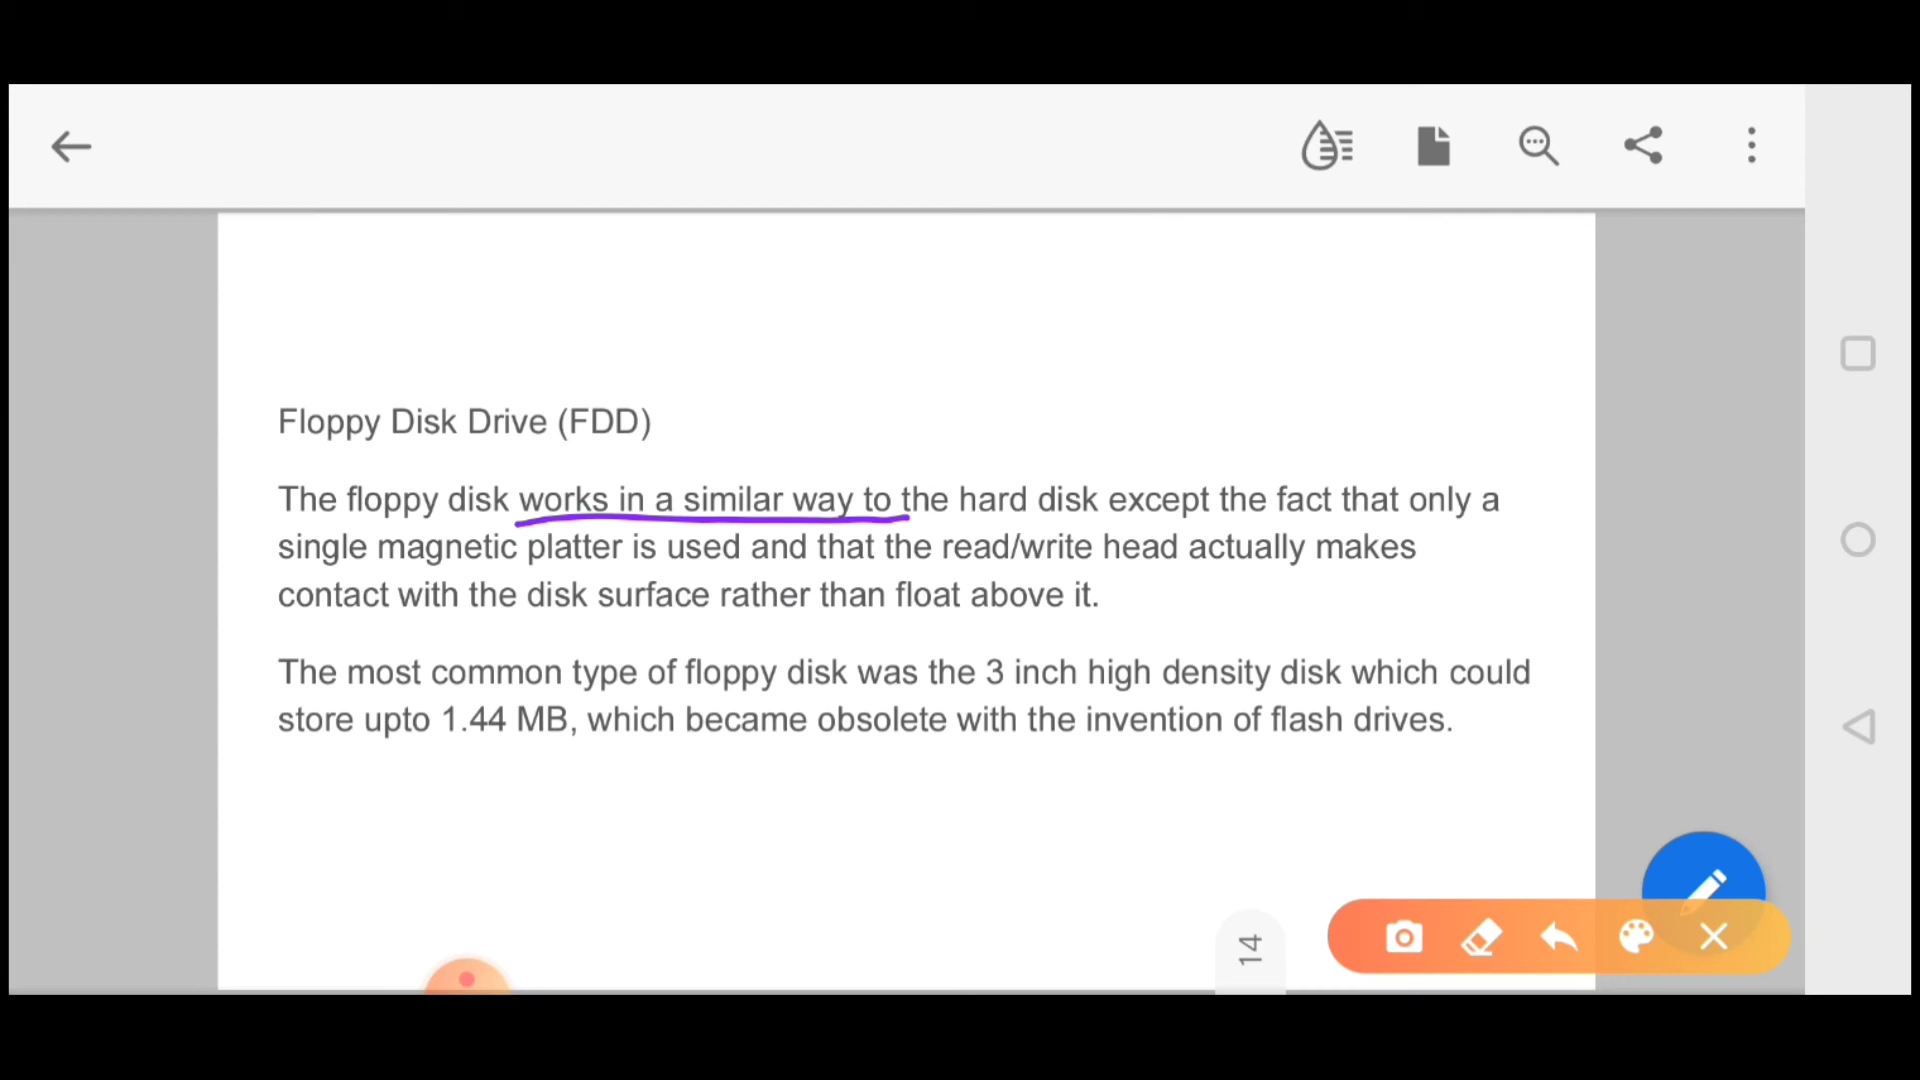 Floppy Disk Drive (FDD)
The floppy disk works in a similar way to the hard disk except the fact that only a
single magnetic platter is used and that the read/write head actually makes
contact with the disk surface rather than float above it.
The most common type of floppy disk was the 3 inch high density disk which could
store upto 1.44 MB, which became obsolete with the invention of flash drives.
14